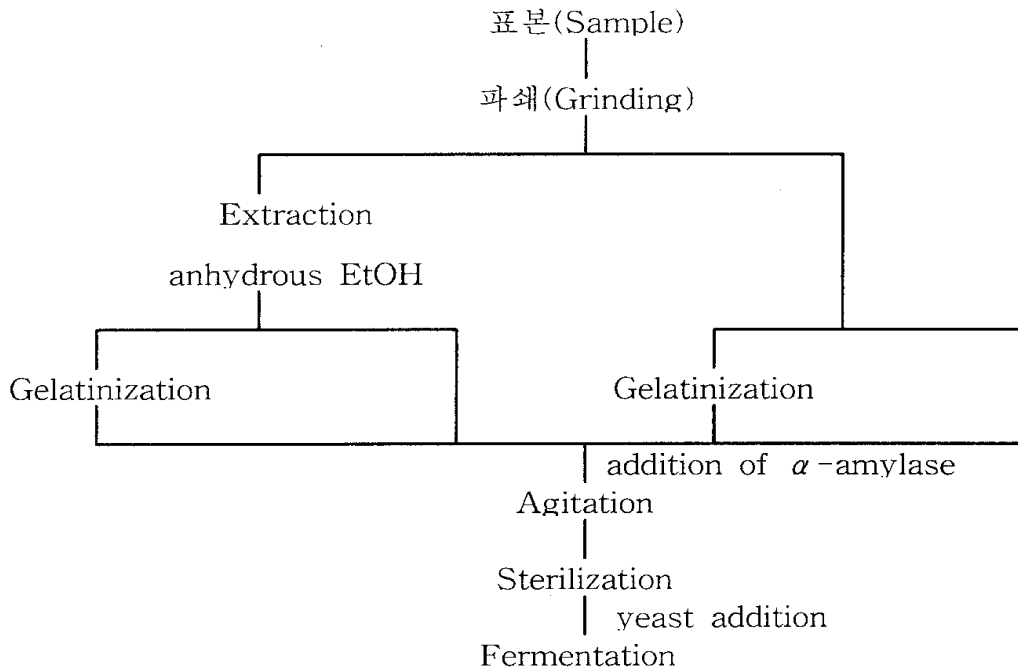 표본(Sample)
파쇄(Grinding)
Extraction
anhydrous EtOH
Gelatinization
Gelatinization
addition of α-amylase
Agitation
Sterilization
yeast addition
Fermentation